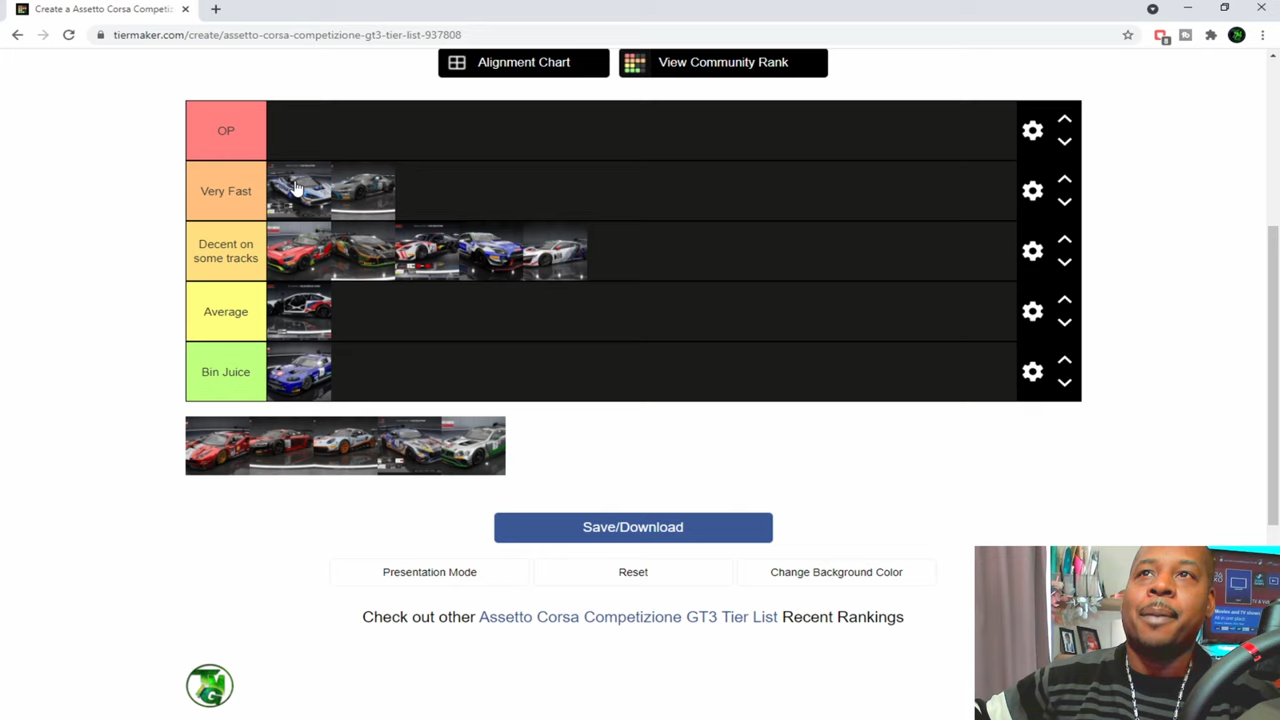 Create a Assetto Corsa Competiz
tiermaker.com/create/assetto-corsa-competizione-gt3-tier-list-937808
Alignment Chart
View Community Rank
OP
Very Fast
Decent on
some tracks
Average
Bin Juice
Save/Download
Presentation Mode
Reset
Change Background Color
Check out other Assetto Corsa Competizione GT3 Tier List Recent Rankings